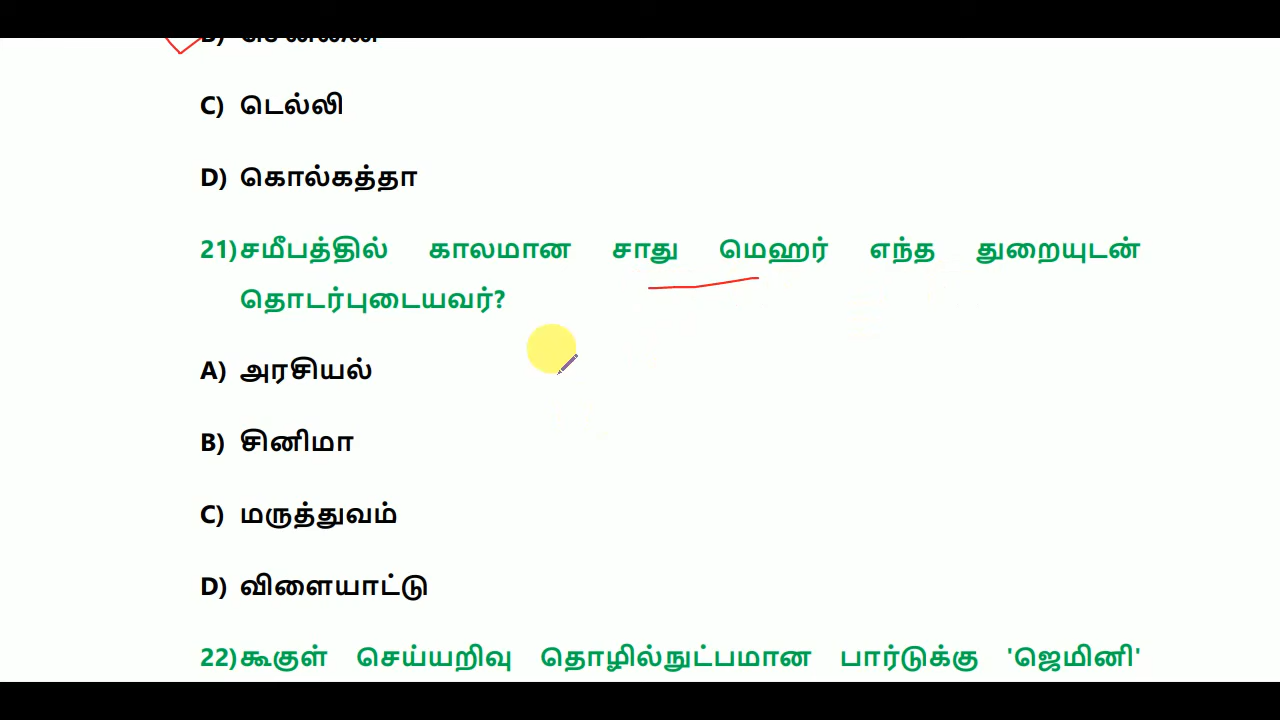 C) டெல்லி
D) கொல்கத்தா
21)சமீபத்தில் காலமான சாது மெஹர் எந்த துறையுடன்
தொடர்புடையவர்?
A) அரசியல்
B) சினிமா
C) மருத்துவம்
D) விளையாட்டு
22)கூகுள் செய்யறிவு தொழில்நுட்பமான பார்டுக்கு 'ஜெமினி'